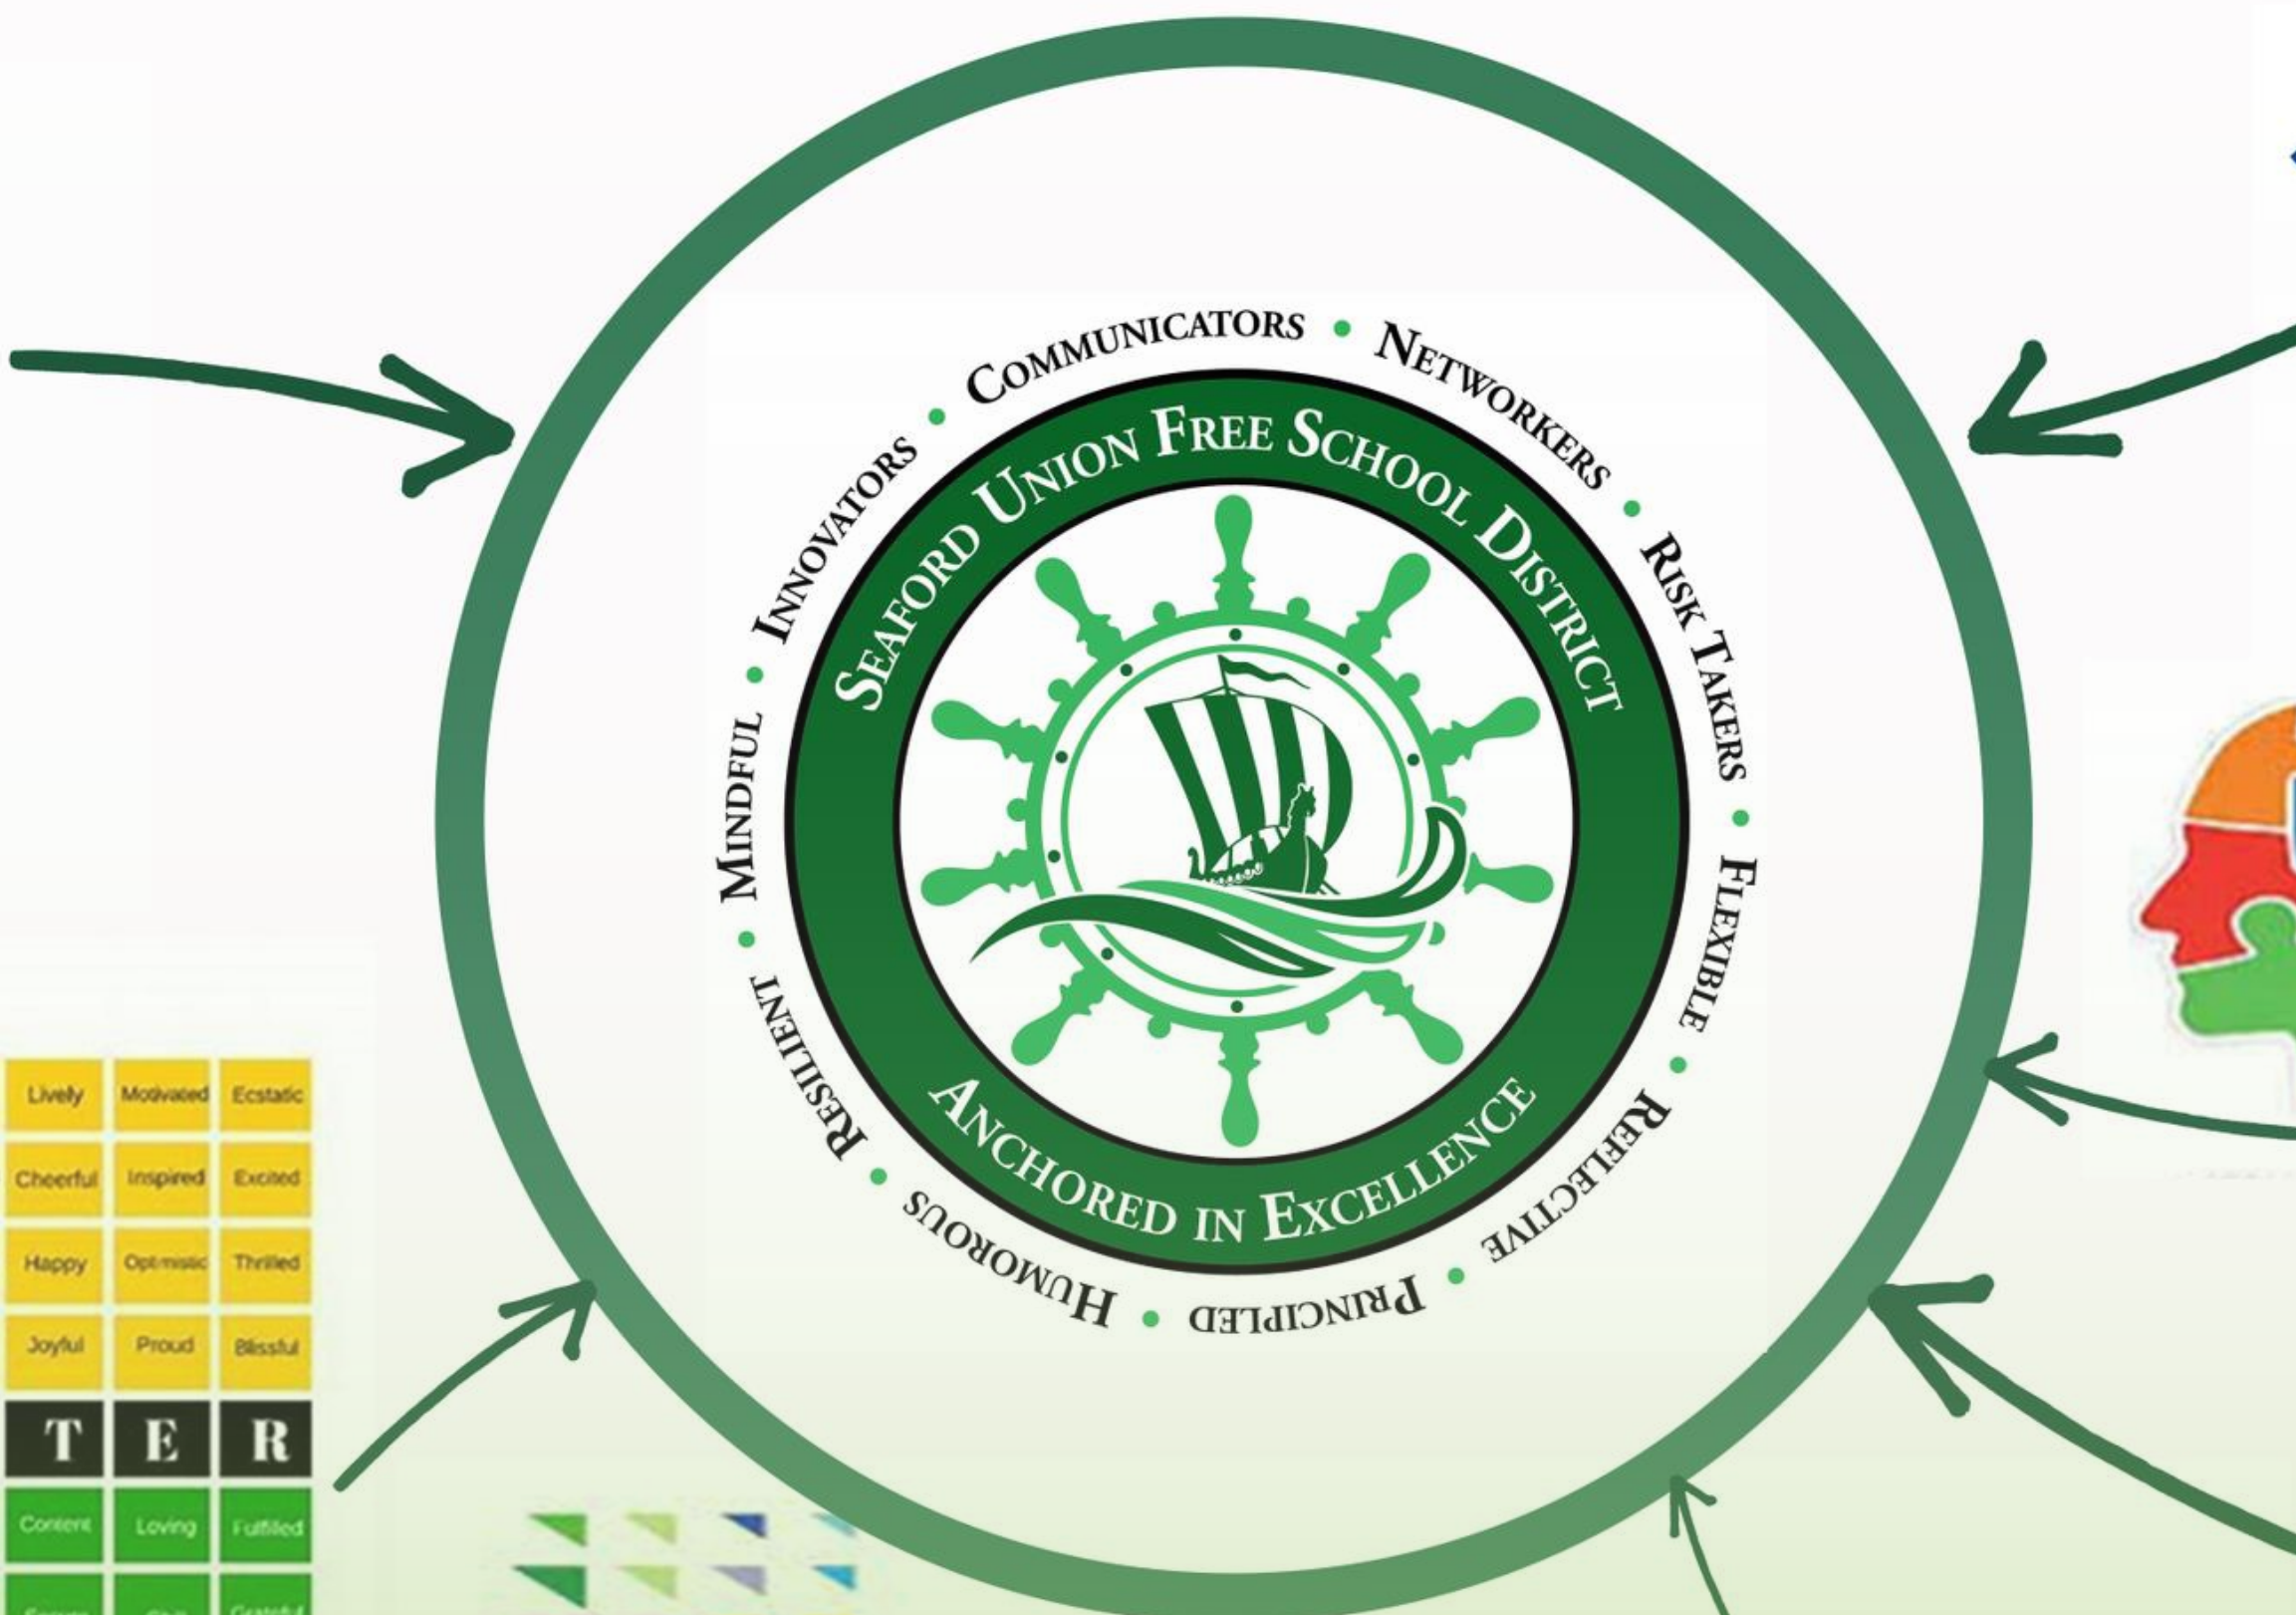 COMMUNICATORS • NETWORKERS • RISK TAKERS • FLEXIBLE • REFLECTIVE • PRINCIPLED • HUMOROUS • RESILIENT • MINDFUL • INNOVATORS •
SEAFORD UNION FREE SCHOOL DISTRICT
ANCHORED IN EXCELLENCE
Lively Motivated Ecstatic
Cheerful Inspired Excited
Happy Optimistic Thrilled
Joyful Proud Blissful
T E R
Content Loving Fulfilled
Grateful